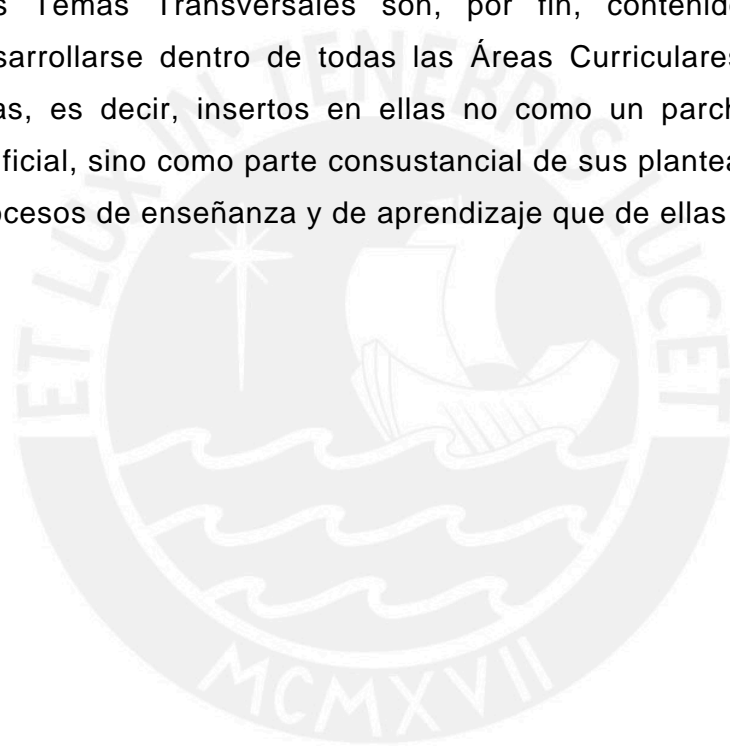 s Temas Transversales son, por fin, contenid
sarrollarse dentro de todas las Áreas Curriculares
as, es decir, insertos en ellas no como un parch
ficial, sino como parte consustancial de sus plantea
ocesos de enseñanza y de aprendizaje que de ellas
ET LUX IN TENEBRIS LUCET
MCMXVII